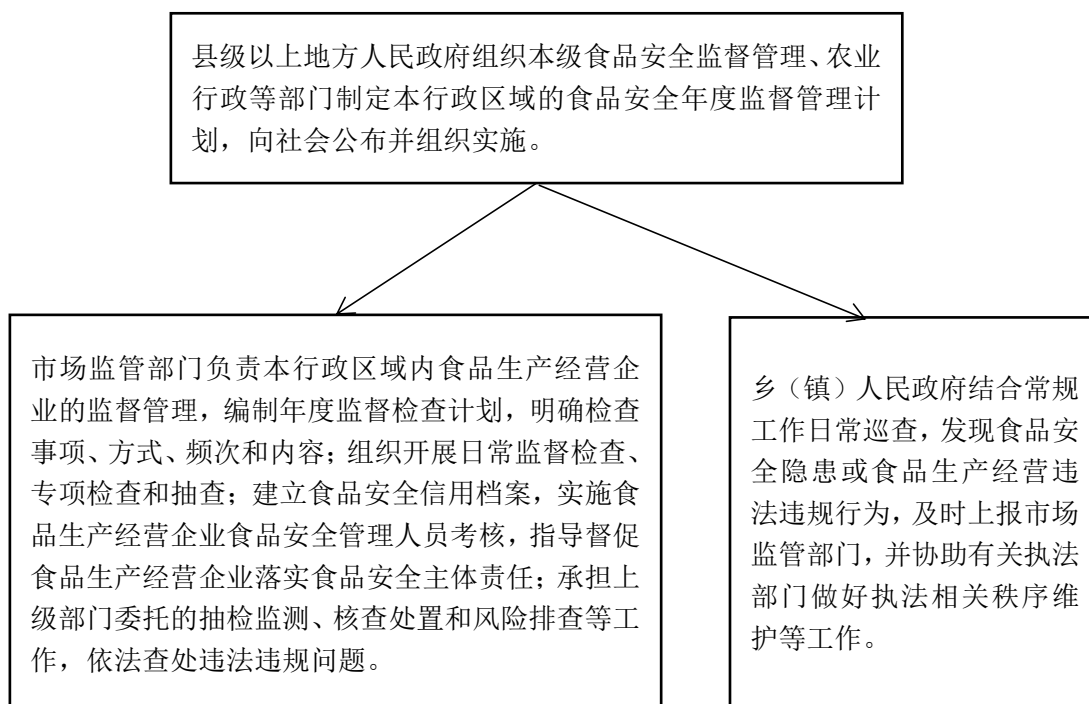 县级以上地方人民政府组织本级食品安全监督管理、农业
行政等部门制定本行政区域的食品安全年度监督管理计
划，向社会公布并组织实施。
市场监管部门负责本行政区域内食品生产经营企
业的监督管理，编制年度监督检查计划，明确检查
事项、方式、频次和内容；组织开展日常监督检查、
专项检查和抽查；建立食品安全信用档案，实施食
品生产经营企业食品安全管理人员考核，指导督促
食品生产经营企业落实食品安全主体责任；承担上
级部门委托的抽检监测、核查处置和风险排查等工
作，依法查处违法违规问题。
乡（镇）人民政府结合常规
工作日常巡查，发现食品安
全隐患或食品生产经营违
法违规行为，及时上报市场
监管部门，并协助有关执法
部门做好执法相关秩序维
护等工作。